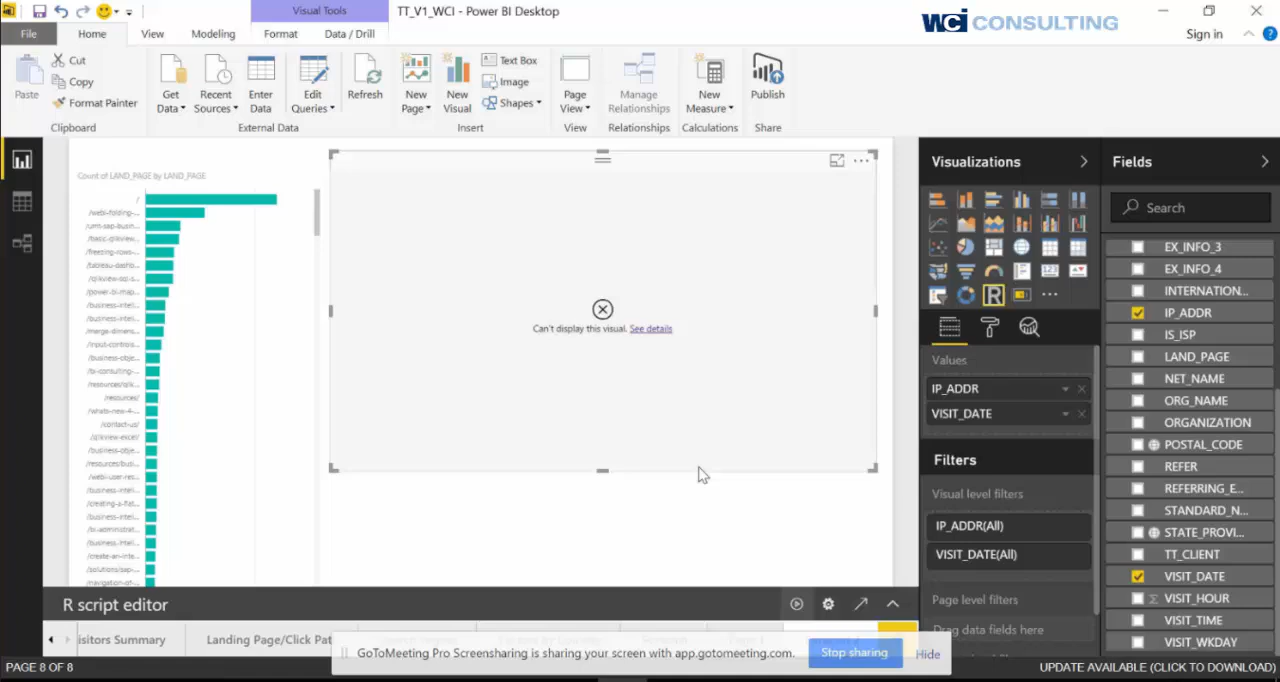 Visual Tools
TT_V1_WCI - Power BI Desktop
WCI CONSULTING
File
Home
View
Modeling
Format
Data / Drill
Sign in
Paste
Cut
Copy
Format Painter
Clipboard
Get Data
Recent Sources
Enter Data
Edit Queries
Refresh
External Data
New Page
New Visual
Text Box
Image
Shapes
Insert
Page View
View
Manage Relationships
Relationships
New Measure
Calculations
Publish
Share
Count of LAND_PAGE by LAND_PAGE
/
/webi-folding-...
/umt-sap-busin...
/basic-qlikview...
/freezing-rows-...
/tableau-dashb...
/power-bi-map...
/business-inteli...
/business-inteli...
/merge-dimens...
/input-controls...
/business-obje...
/bi-consulting-...
/resources/qlik...
/resources/
/whats-new-4-...
/contact-us/
/qlikview-excel/
/business-obje...
/resources/busi...
/webi-user-res...
/business-inteli...
/creating-a-flat...
/business-inteli...
/bi-administrat...
/business-inteli...
/create-an-inte...
/solutions/sap-...
/navigation-of-...
Can't display this visual. See details
Visualizations
Values
IP_ADDR
VISIT_DATE
Filters
Visual level filters
IP_ADDR(All)
VISIT_DATE(All)
Page level filters
Drag data fields here
Fields
Search
EX_INFO_3
EX_INFO_4
INTERNATION...
IP_ADDR
IS_ISP
LAND_PAGE
NET_NAME
ORG_NAME
ORGANIZATION
POSTAL_CODE
REFER
REFERRING_E...
STANDARD_N...
STATE_PROVI...
TT_CLIENT
VISIT_DATE
VISIT_HOUR
VISIT_TIME
VISIT_WKDAY
R script editor
isitors Summary
Landing Page/Click Pat
GoToMeeting Pro Screensharing is sharing your screen with app.gotomeeting.com.
Stop sharing
Hide
PAGE 8 OF 8
UPDATE AVAILABLE (CLICK TO DOWNLOAD)